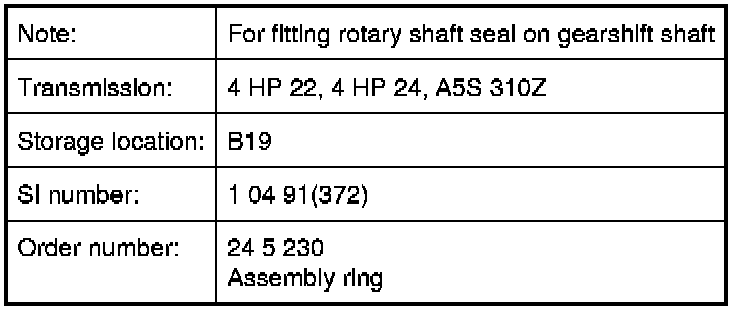 Note: For fitting rotary shaft seal on gearshift shaft
Transmission: 4 HP 22, 4 HP 24, A5S 310Z
Storage location: B19
SI number: 1 04 91(372)
Order number: 24 5 230
Assembly ring